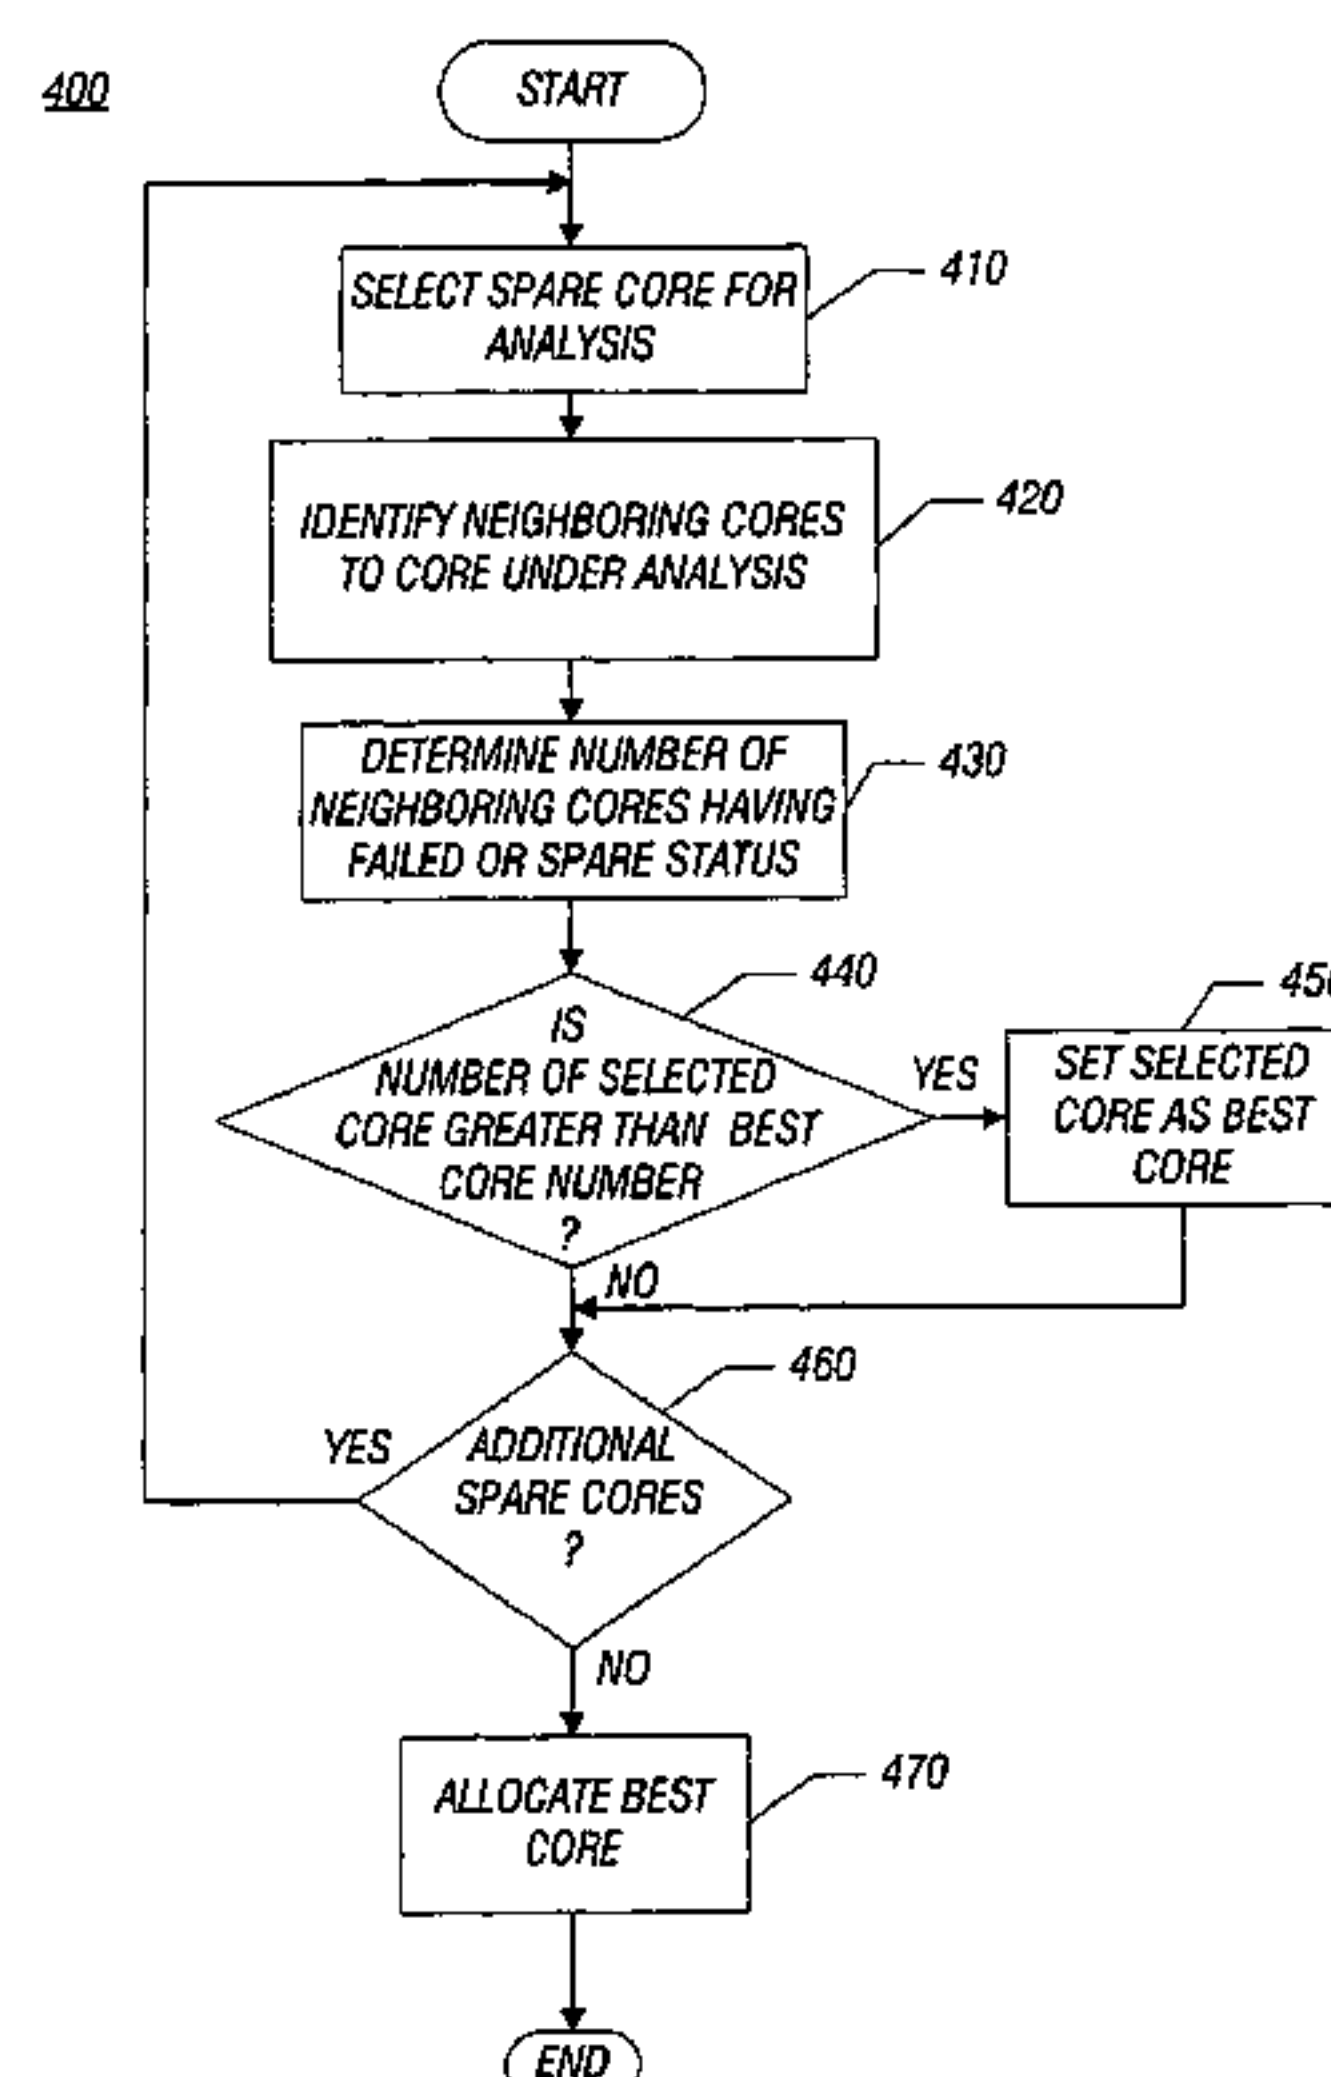 400
START
SELECT SPARE CORE FOR
ANALYSIS
410
IDENTIFY NEIGHBORING CORES
TO CORE UNDER ANALYSIS
420
DETERMINE NUMBER OF
NEIGHBORING CORES HAVING
FAILED OR SPARE STATUS
430
440
IS
NUMBER OF SELECTED
CORE GREATER THAN BEST
CORE NUMBER
?
YES
450
SET SELECTED
CORE AS BEST
CORE
NO
460
YES
ADDITIONAL
SPARE CORES
?
NO
ALLOCATE BEST
CORE
470
END